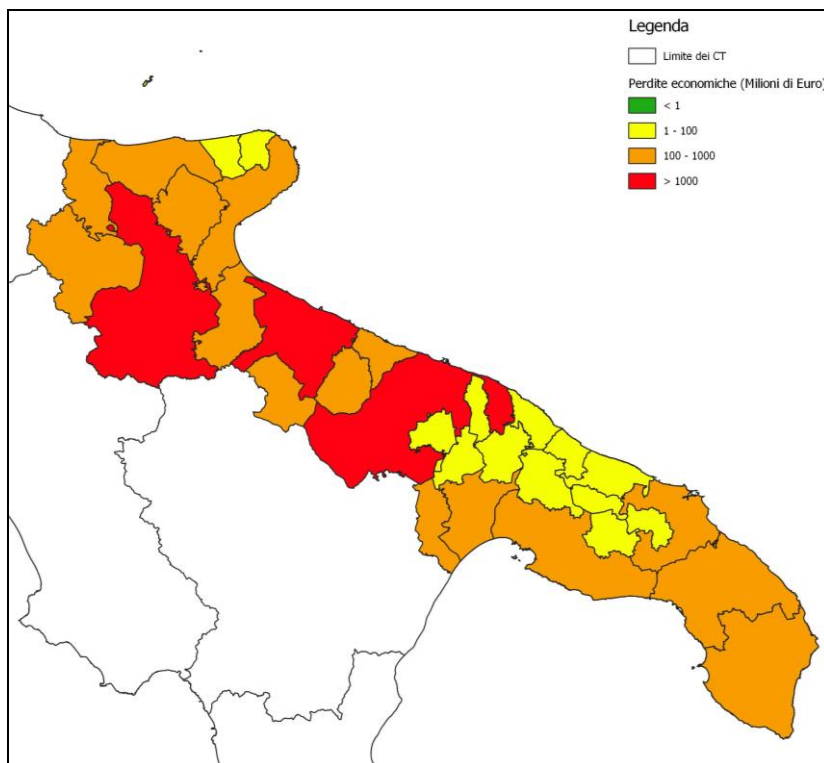 Legenda
Limite dei CT
Perdite economiche (Milioni di Euro)
< 1
1 - 100
100 - 1000
> 1000